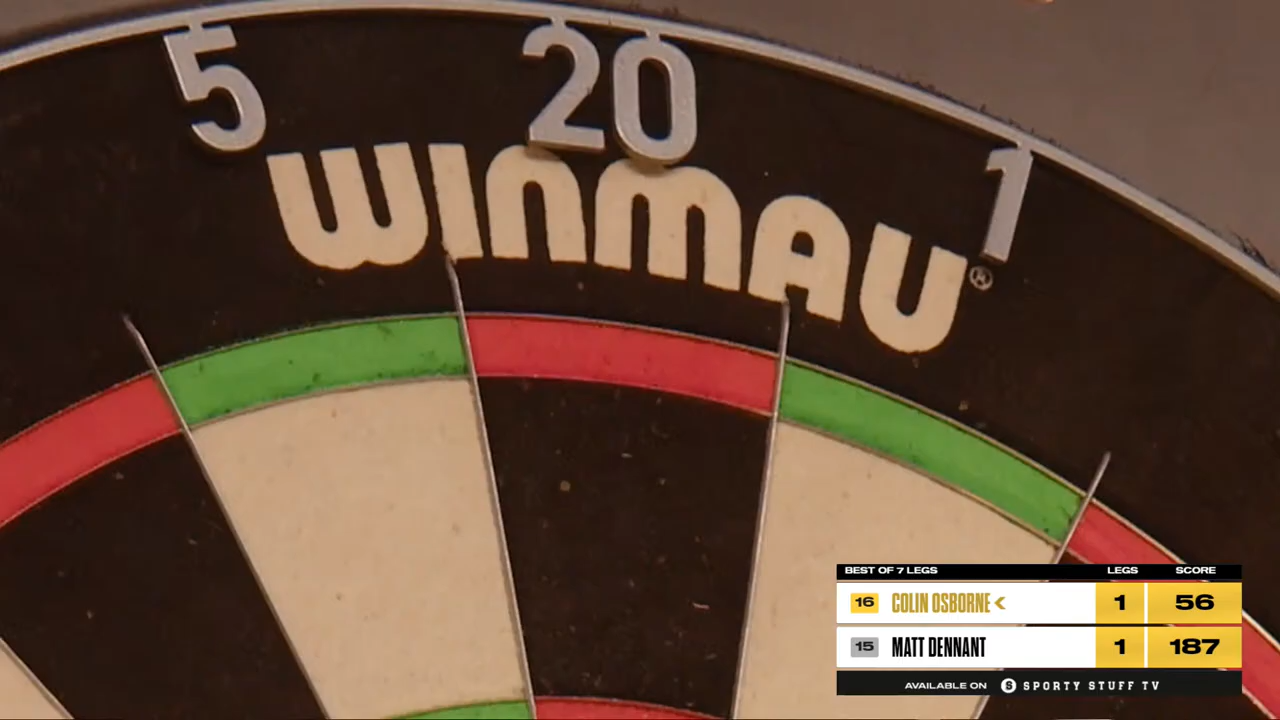 5 20 1
WINMAU®
BEST OF 7 LEGS LEGS SCORE
16 COLIN OSBORNE 1 56
15 MATT DENNANT 1 187
AVAILABLE ON S SPORTY STUFF TV